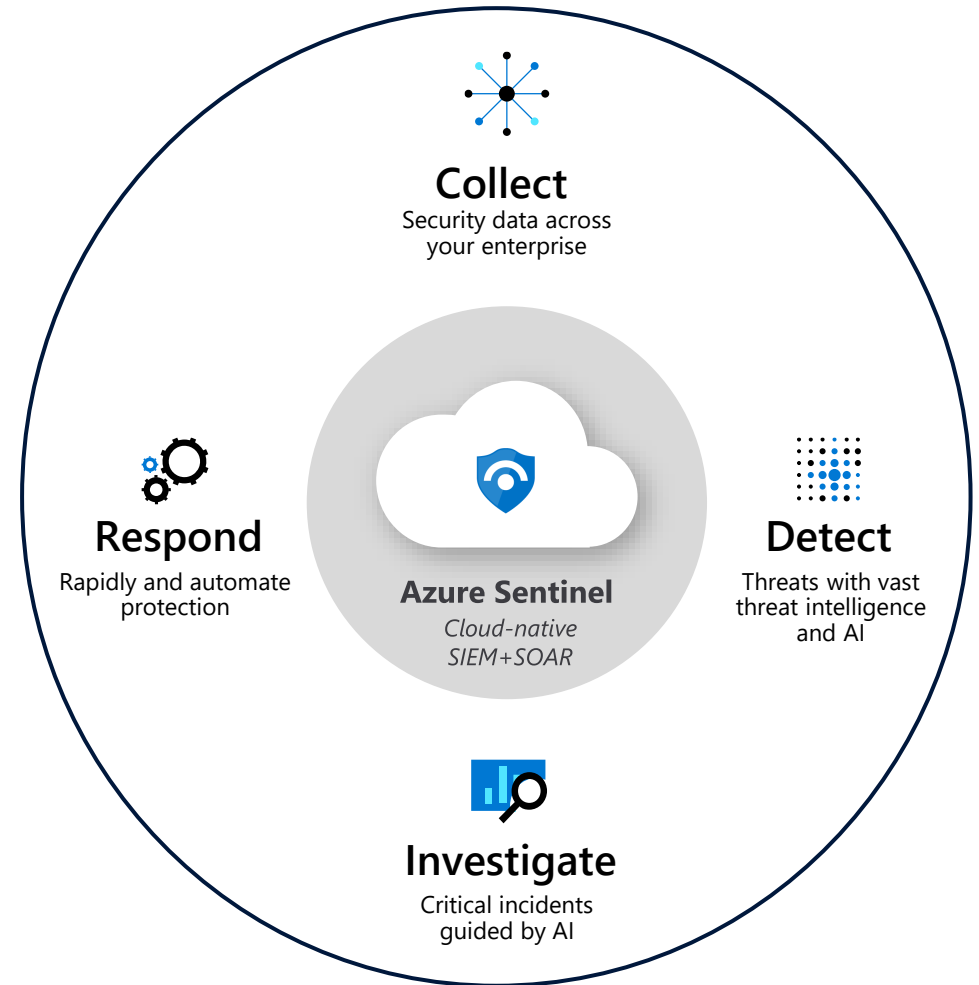 Collect
Security data across
your enterprise
Respond
Rapidly and automate
protection
Azure Sentinel
Cloud-native
SIEM+SOAR
Detect
Threats with vast
threat intelligence
and AI
Investigate
Critical incidents
guided by AI